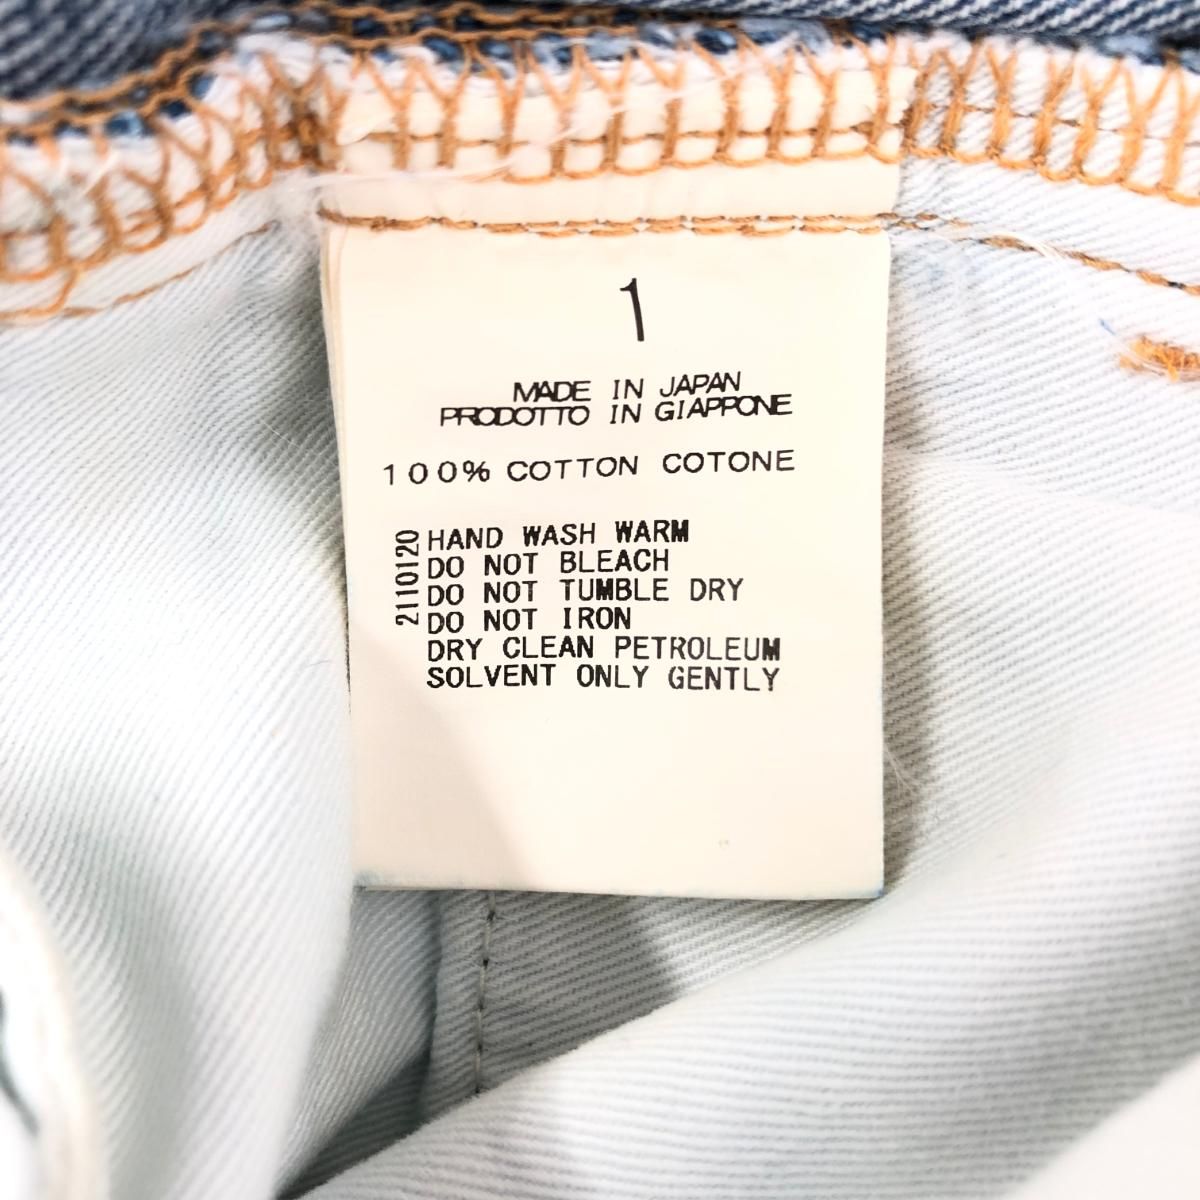 1
MADE IN JAPAN
PRODOTTO IN GIAPPONE
100% COTTON COTONE
2110120
HAND WASH WARM
DO NOT BLEACH
DO NOT TUMBLE DRY
DO NOT IRON
DRY CLEAN PETROLEUM
SOLVENT ONLY GENTLY